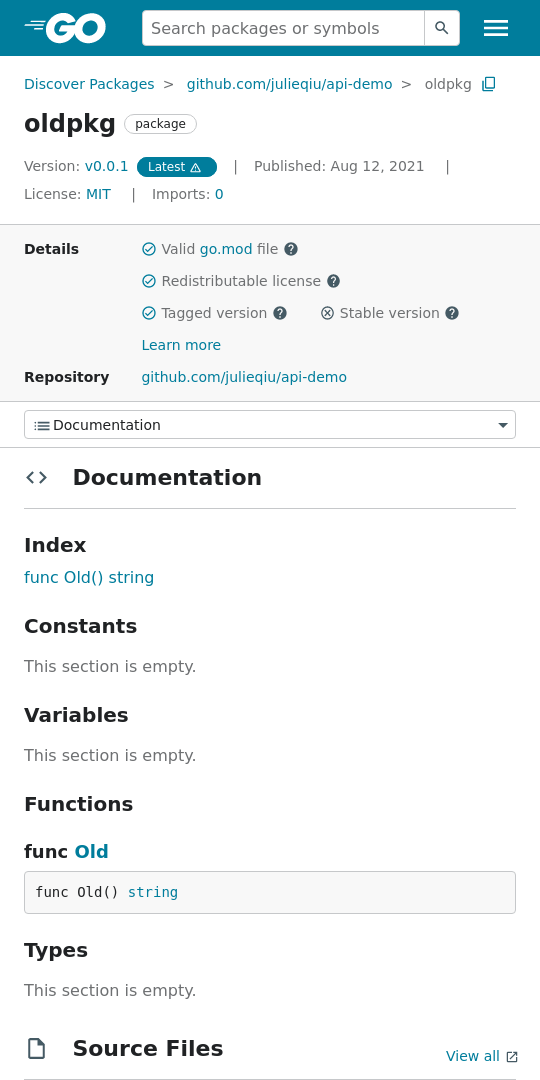 GO
Search packages or symbols
Discover Packages > github.com/julieqiu/api-demo > oldpkg
oldpkg package
Version: v0.0.1 Latest | Published: Aug 12, 2021 |
License: MIT | Imports: 0
Details
Valid go.mod file
Redistributable license
Tagged version
Stable version
Learn more
Repository
github.com/julieqiu/api-demo
Documentation
Documentation
Index
func Old() string
Constants
This section is empty.
Variables
This section is empty.
Functions
func Old
func Old() string
Types
This section is empty.
Source Files
View all